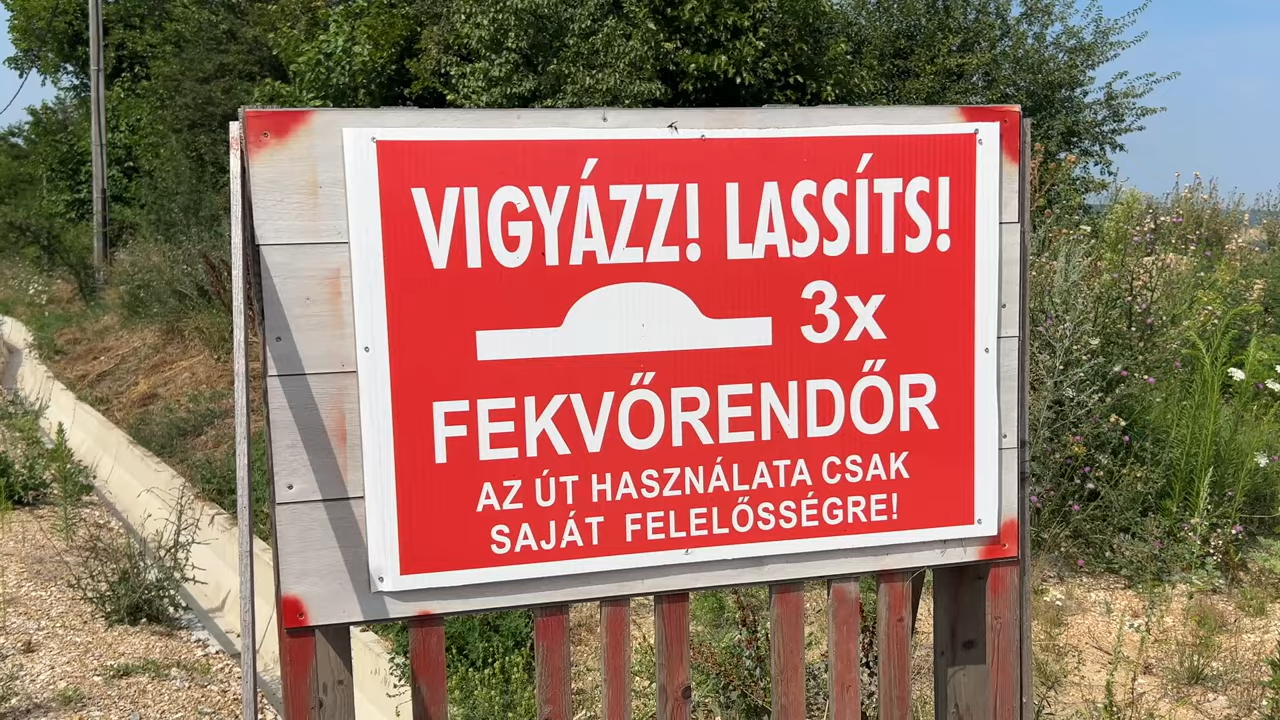 VIGYÁZZ! LASSÍTS!
3x
FEKVŐRENDŐR
AZ ÚT HASZNÁLATA CSAK
SAJÁT FELELŐSSÉGRE!